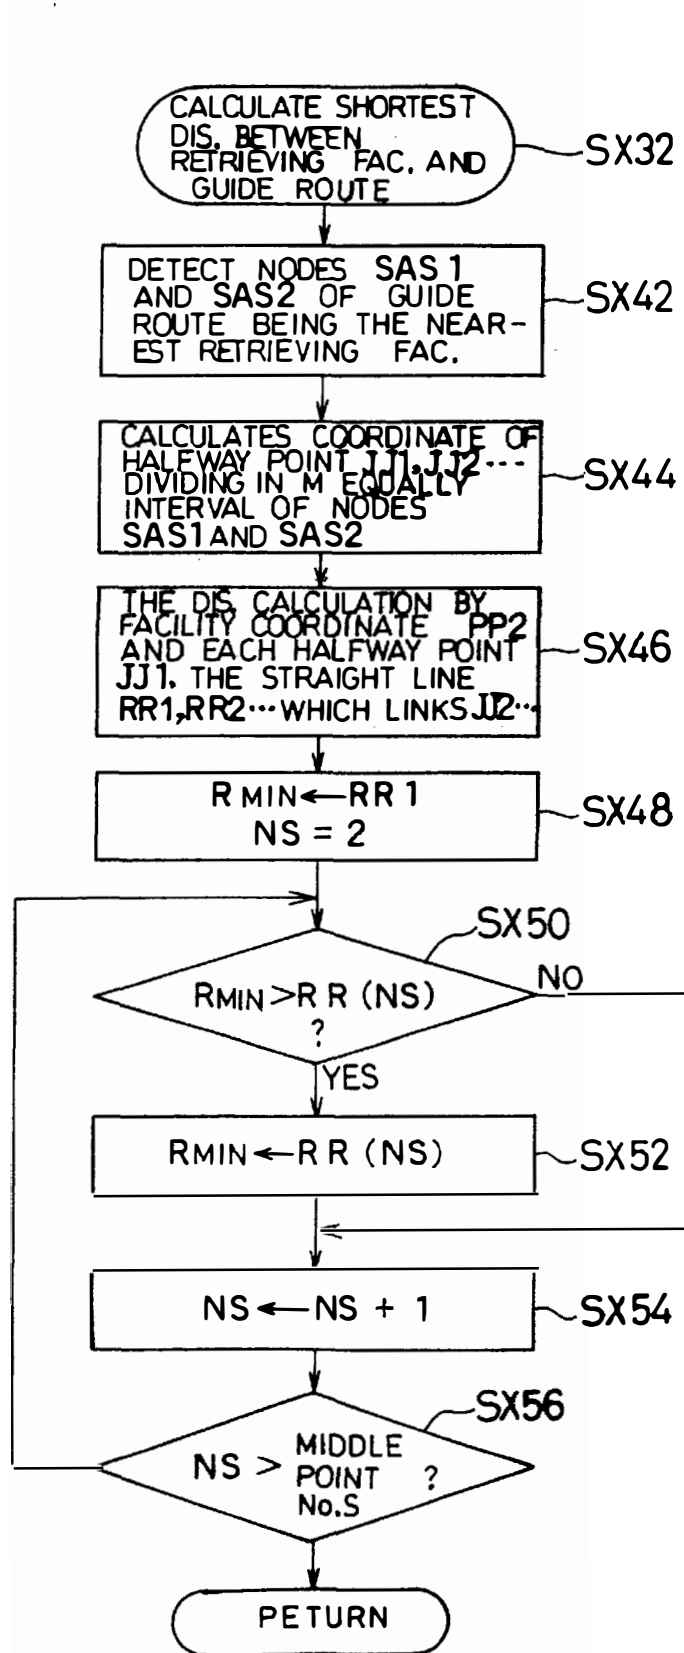 CALCULATE SHORTEST
DIS. BETWEEN
RETRIEVING FAC. AND
GUIDE ROUTE
SX32
DETECT NODES SAS1
AND SAS2 OF GUIDE
ROUTE BEING THE NEAR-
EST RETRIEVING FAC.
SX42
CALCULATES COORDINATE OF
HALFWAY POINT JJ1, JJ2---
DIVIDING IN M EQUALLY
INTERVAL OF NODES
SAS1 AND SAS2
SX44
THE DIS. CALCULATION BY
FACILITY COORDINATE PP2
AND EACH HALFWAY POINT
JJ1. THE STRAIGHT LINE
RR1,RR2··· WHICH LINKS JJ2···
SX46
RMIN←RR1
NS = 2
SX48
SX50
RMIN>RR (NS)
?
NO
YES
RMIN←RR (NS)
SX52
NS←NS + 1
SX54
SX56
NS > MIDDLE
POINT ?
No.S
PETURN